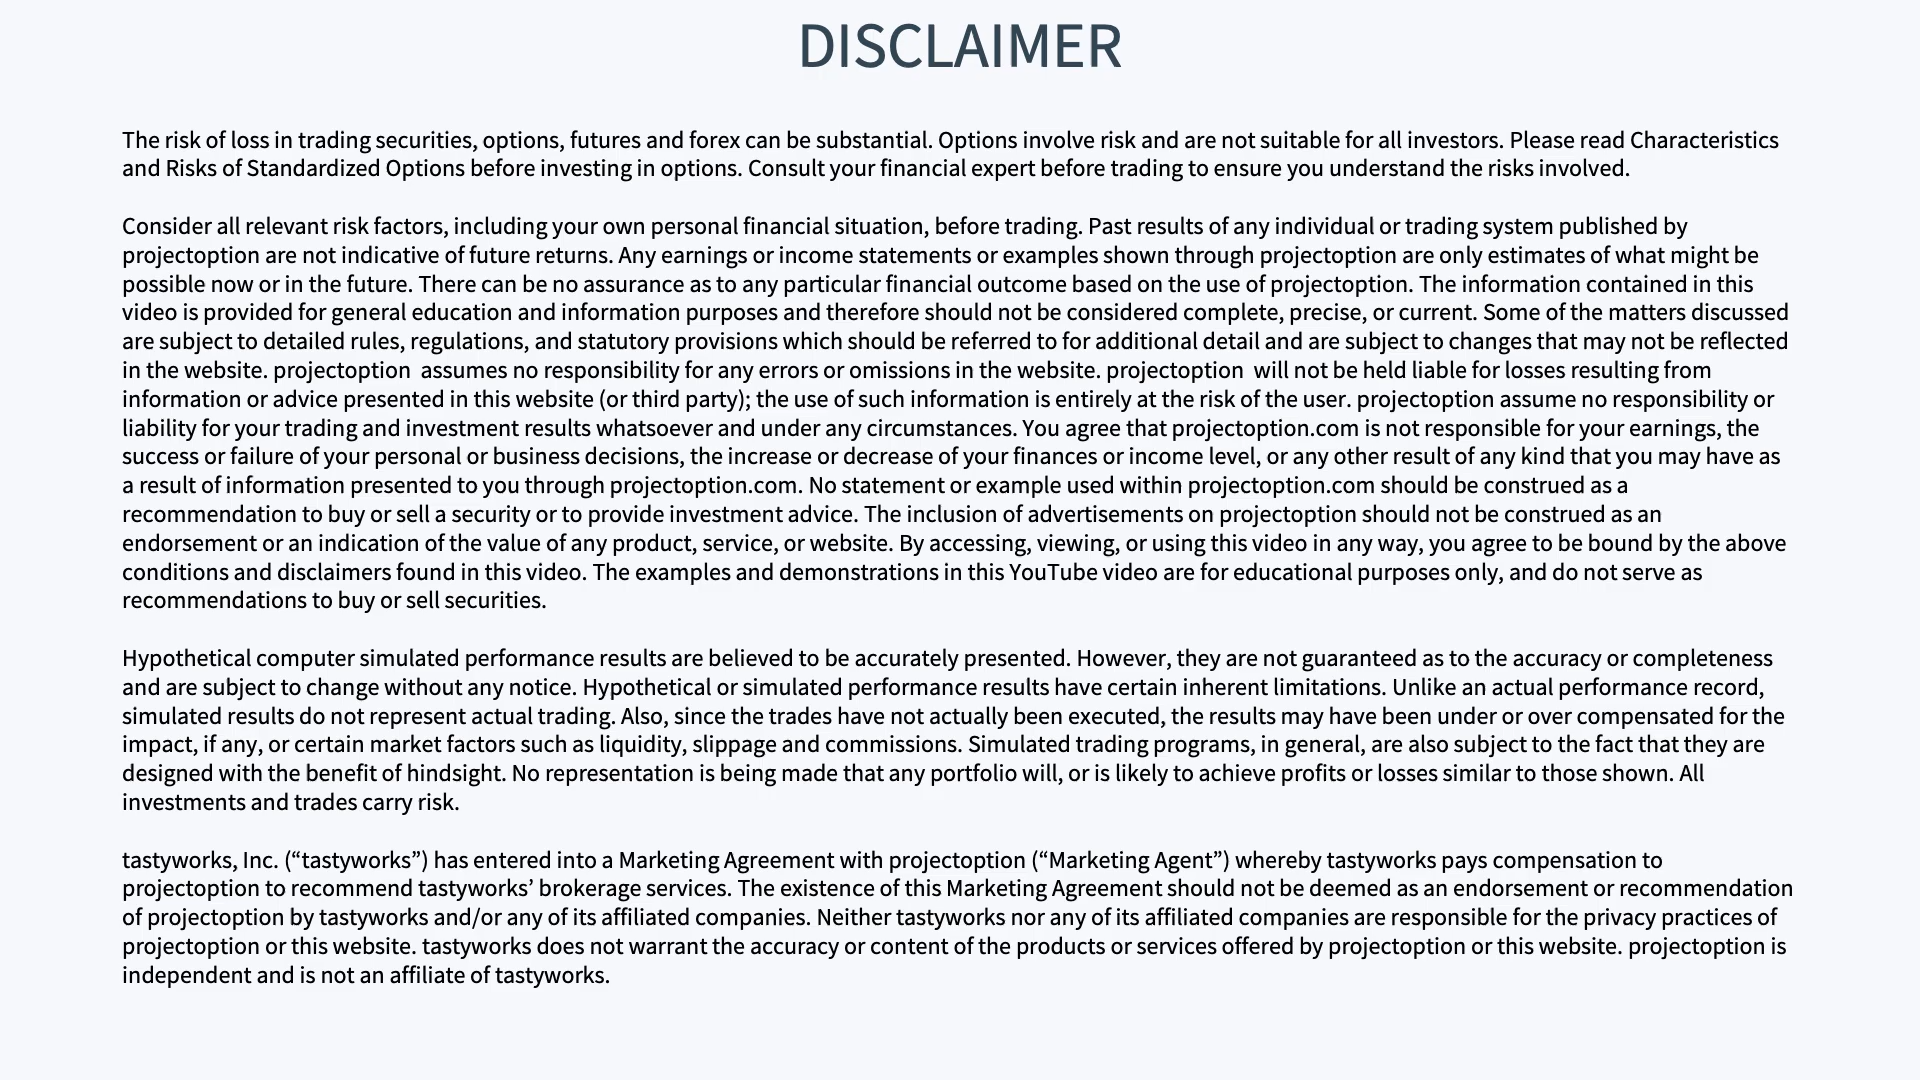 DISCLAIMER
The risk of loss in trading securities, options, futures and forex can be substantial. Options involve risk and are not suitable for all investors. Please read Characteristics
and Risks of Standardized Options before investing in options. Consult your financial expert before trading to ensure you understand the risks involved.
Consider all relevant risk factors, including your own personal financial situation, before trading. Past results of any individual or trading system published by
projectoption are not indicative of future returns. Any earnings or income statements or examples shown through projectoption are only estimates of what might be
possible now or in the future. There can be no assurance as to any particular financial outcome based on the use of projectoption. The information contained in this
video is provided for general education and information purposes and therefore should not be considered complete, precise, or current. Some of the matters discussed
are subject to detailed rules, regulations, and statutory provisions which should be referred to for additional detail and are subject to changes that may not be reflected
in the website. projectoption  assumes no responsibility for any errors or omissions in the website. projectoption  will not be held liable for losses resulting from
information or advice presented in this website (or third party); the use of such information is entirely at the risk of the user. projectoption assume no responsibility or
liability for your trading and investment results whatsoever and under any circumstances. You agree that projectoption.com is not responsible for your earnings, the
success or failure of your personal or business decisions, the increase or decrease of your finances or income level, or any other result of any kind that you may have as
a result of information presented to you through projectoption.com. No statement or example used within projectoption.com should be construed as a
recommendation to buy or sell a security or to provide investment advice. The inclusion of advertisements on projectoption should not be construed as an
endorsement or an indication of the value of any product, service, or website. By accessing, viewing, or using this video in any way, you agree to be bound by the above
conditions and disclaimers found in this video. The examples and demonstrations in this YouTube video are for educational purposes only, and do not serve as
recommendations to buy or sell securities.
Hypothetical computer simulated performance results are believed to be accurately presented. However, they are not guaranteed as to the accuracy or completeness
and are subject to change without any notice. Hypothetical or simulated performance results have certain inherent limitations. Unlike an actual performance record,
simulated results do not represent actual trading. Also, since the trades have not actually been executed, the results may have been under or over compensated for the
impact, if any, or certain market factors such as liquidity, slippage and commissions. Simulated trading programs, in general, are also subject to the fact that they are
designed with the benefit of hindsight. No representation is being made that any portfolio will, or is likely to achieve profits or losses similar to those shown. All
investments and trades carry risk.
tastyworks, Inc. (“tastyworks”) has entered into a Marketing Agreement with projectoption (“Marketing Agent”) whereby tastyworks pays compensation to
projectoption to recommend tastyworks’ brokerage services. The existence of this Marketing Agreement should not be deemed as an endorsement or recommendation
of projectoption by tastyworks and/or any of its affiliated companies. Neither tastyworks nor any of its affiliated companies are responsible for the privacy practices of
projectoption or this website. tastyworks does not warrant the accuracy or content of the products or services offered by projectoption or this website. projectoption is
independent and is not an affiliate of tastyworks.